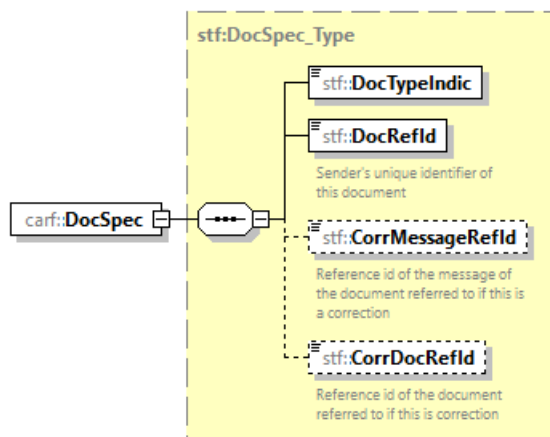 stf:DocSpec_Type
stf::DocTypeIndic
stf::DocRefId
Sender's unique identifier of
this document
carf::DocSpec
stf::CorrMessageRefId
Reference id of the message of
the document referred to if this is
a correction
stf::CorrDocRefId
Reference id of the document
referred to if this is correction